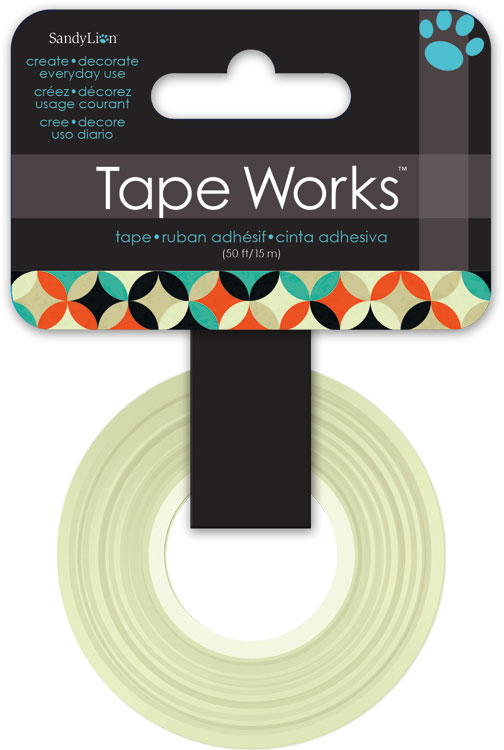 SandyLion
create•decorate
everyday use
créez•décorez
usage courant
cree•decore
uso diario
Tape Works™
tape•ruban adhésif•cinta adhesiva
(50 ft/15 m)